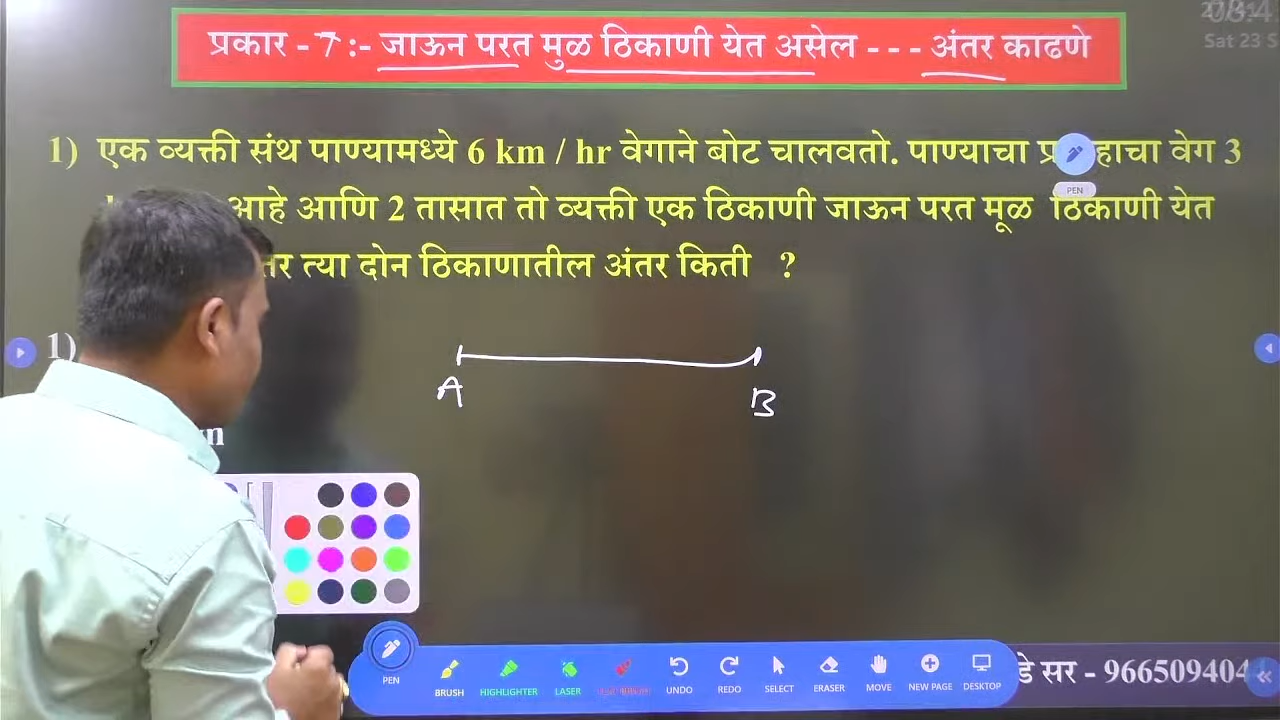 प्रकार - 7 :- जाऊन परत मुळ ठिकाणी येत असेल - - - अंतर काढणे
Sat 23 S
1) एक व्यक्ती संथ पाण्यामध्ये 6 km / hr वेगाने बोट चालवतो. पाण्याचा वेग 3
PEN
आहे आणि 2 तासात तो व्यक्ती एक ठिकाणी जाऊन परत मूळ ठिकाणी येत
त्या दोन ठिकाणातील अंतर किती ?
1)
A B
PEN BRUSH HIGHLIGHTER LASER UNDO REDO SELECT ERASER MOVE NEW PAGE DESKTOP
सर - 966509404